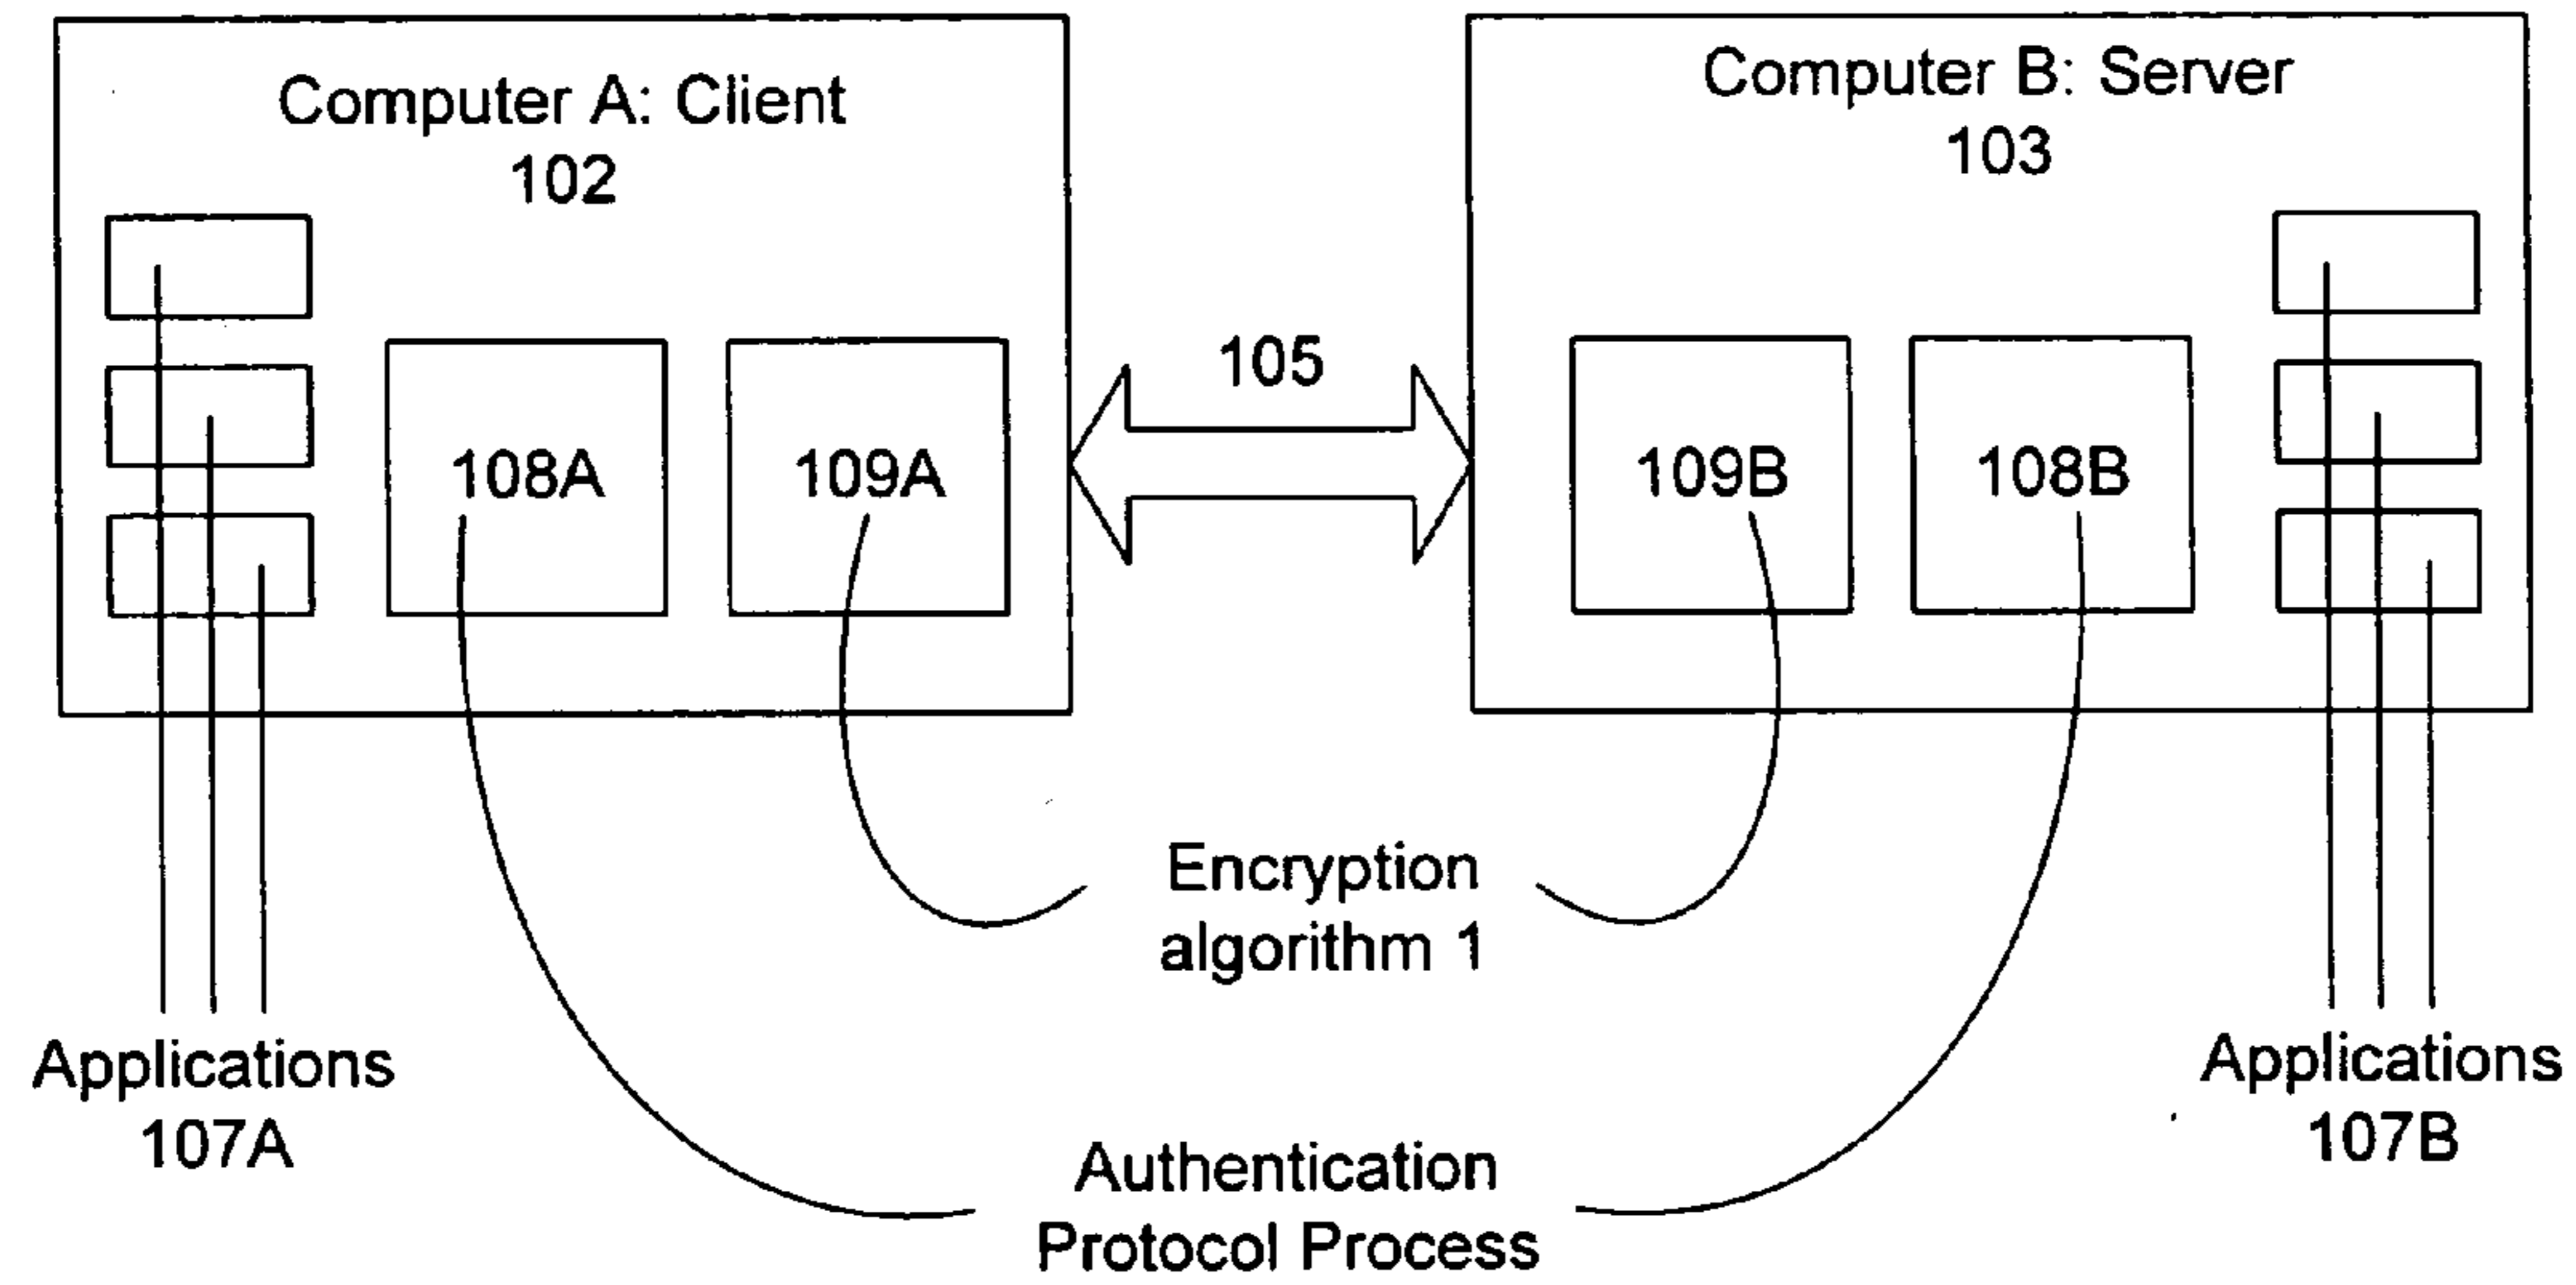 Computer A: Client
102
Computer B: Server
103
105
108A
109A
109B
108B
Encryption
algorithm 1
Applications
107A
Applications
107B
Authentication
Protocol Process